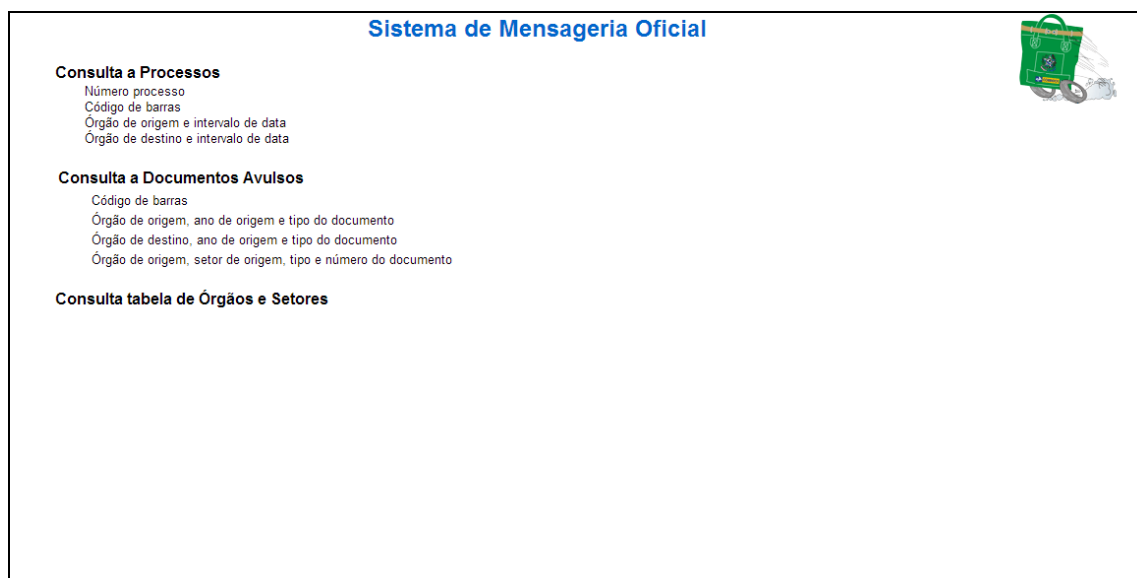 Sistema de Mensageria Oficial
Consulta a Processos
Número processo
Código de barras
Órgão de origem e intervalo de data
Órgão de destino e intervalo de data
Consulta a Documentos Avulsos
Código de barras
Órgão de origem, ano de origem e tipo do documento
Órgão de destino, ano de origem e tipo do documento
Órgão de origem, setor de origem, tipo e número do documento
Consulta tabela de Órgãos e Setores